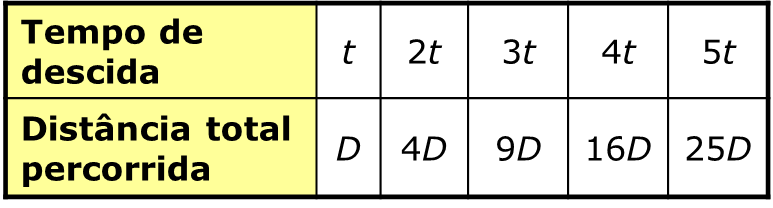 Tempo de
descida
t 2t 3t 4t 5t
Distância total
percorrida
D 4D 9D 16D 25D